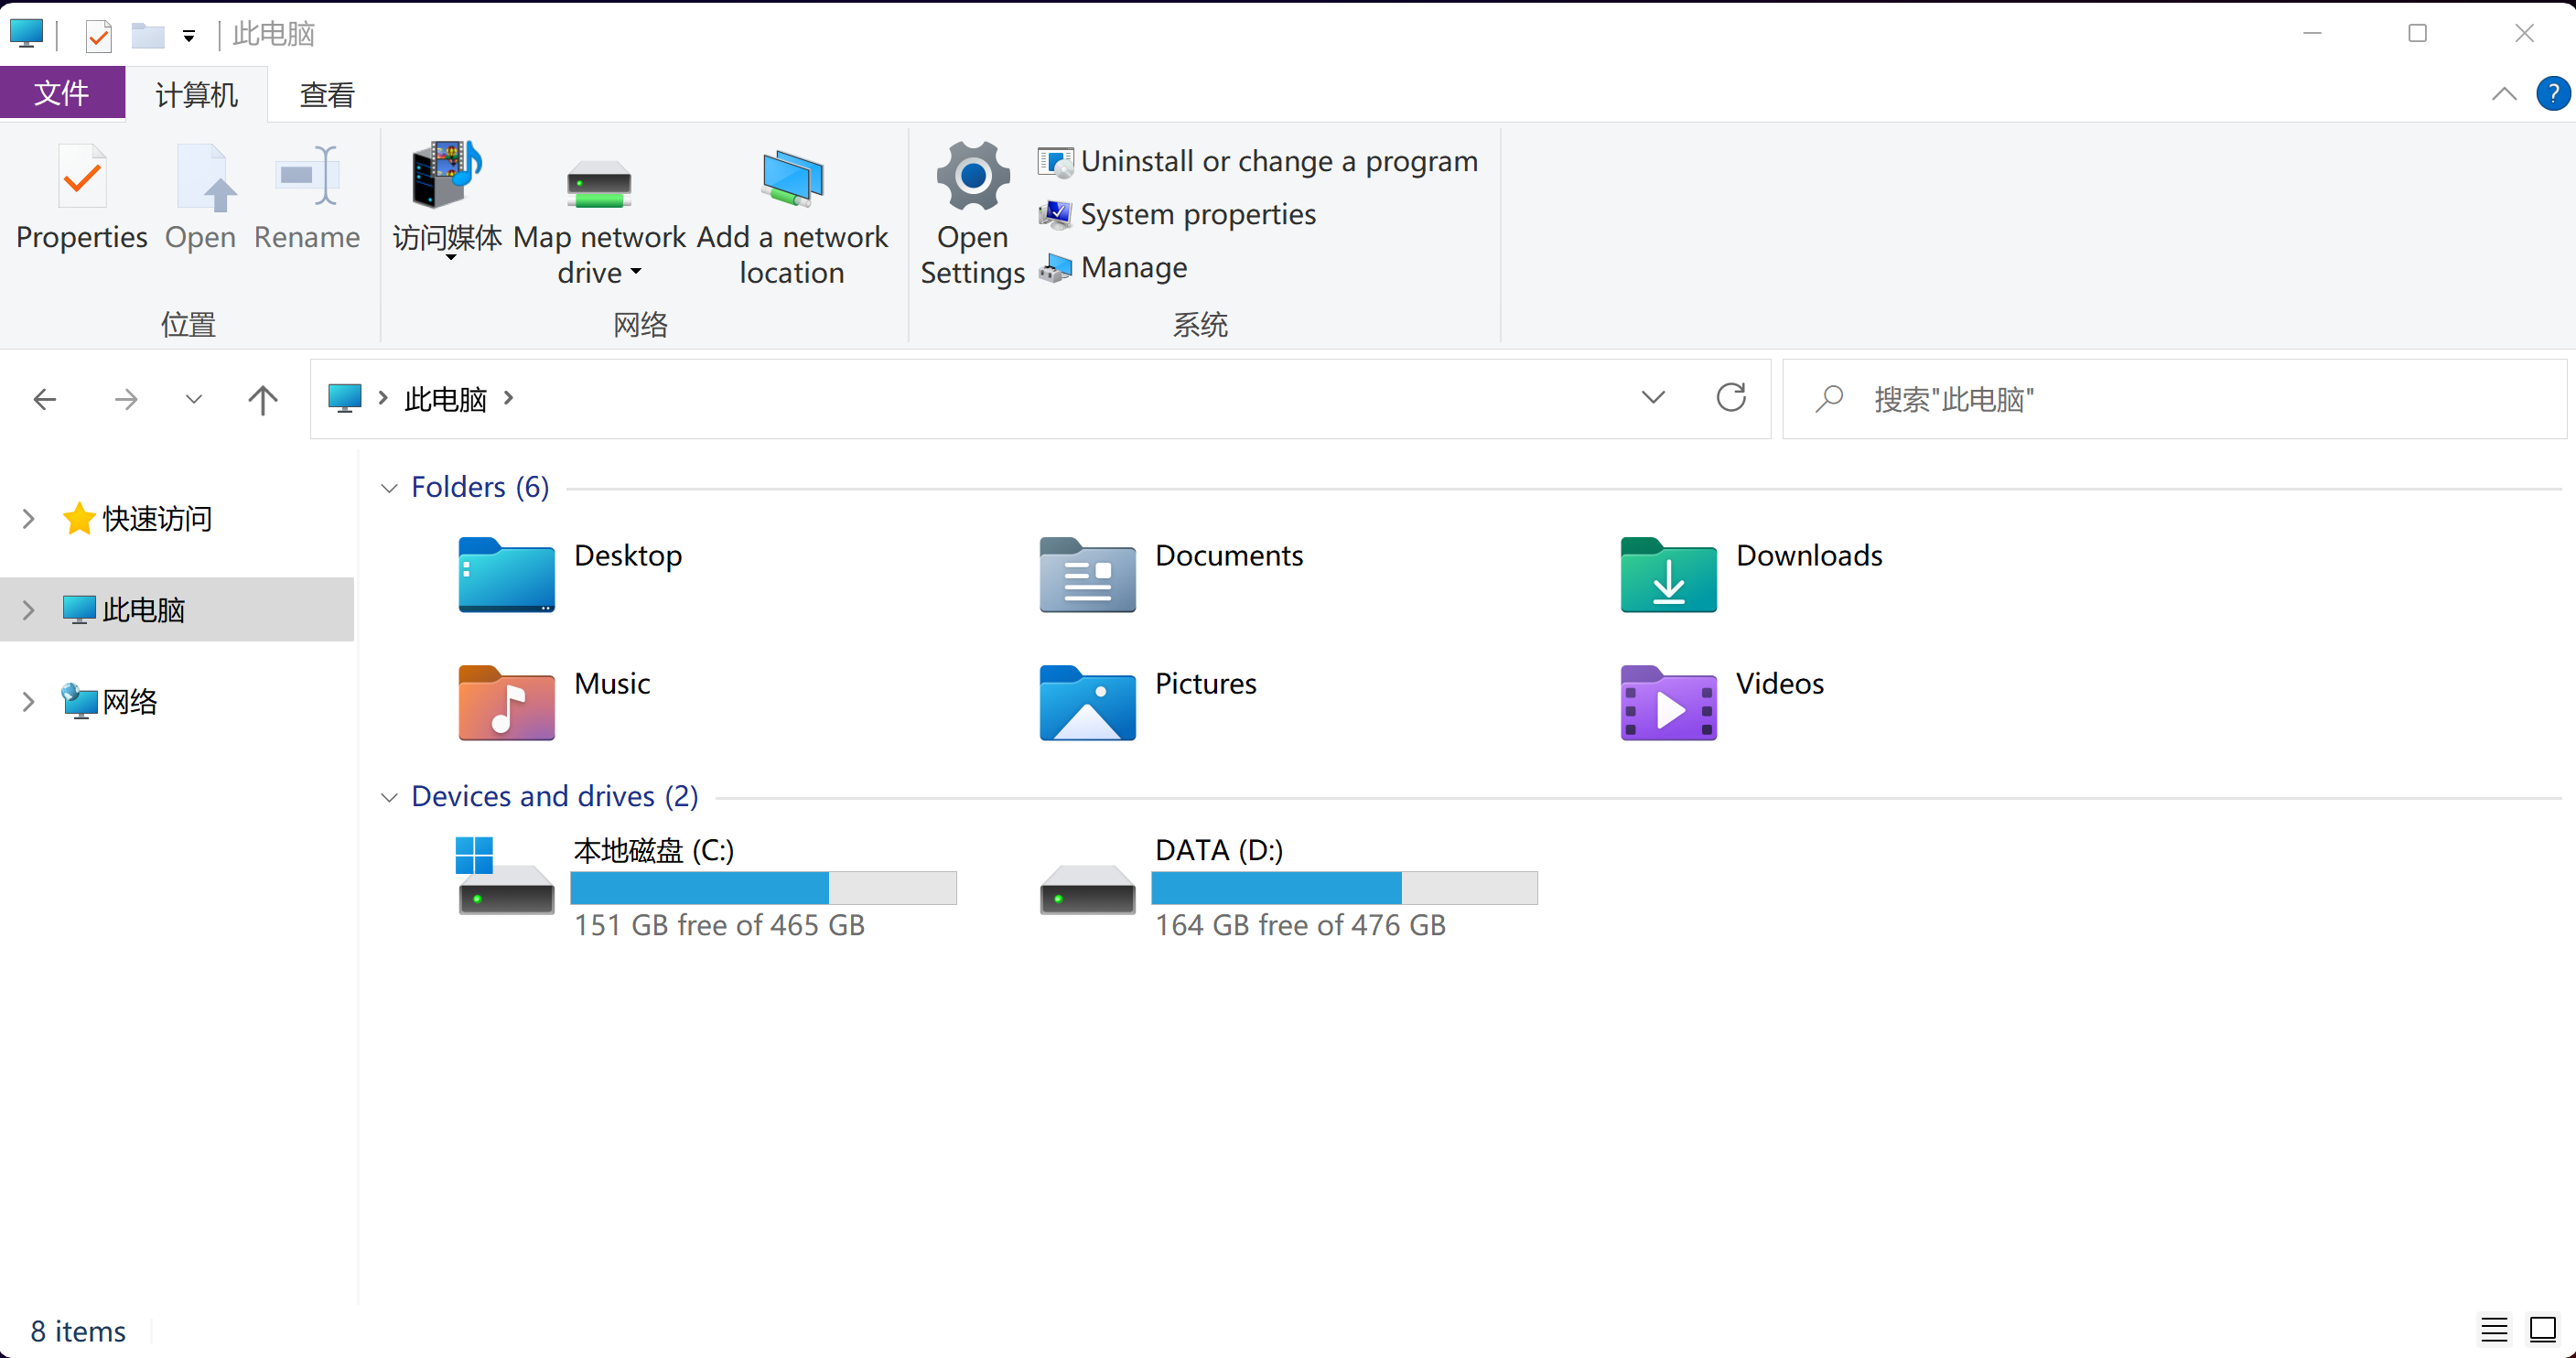 此电脑
文件
计算机
查看
?
Properties
Open
Rename
访问媒体
Map network
drive
Add a network
location
Open
Settings
Uninstall or change a program
System properties
Manage
位置
网络
系统
此电脑
搜索"此电脑"
快速访问
此电脑
网络
Folders (6)
Desktop
Documents
Downloads
Music
Pictures
Videos
Devices and drives (2)
本地磁盘 (C:)
151 GB free of 465 GB
DATA (D:)
164 GB free of 476 GB
8 items